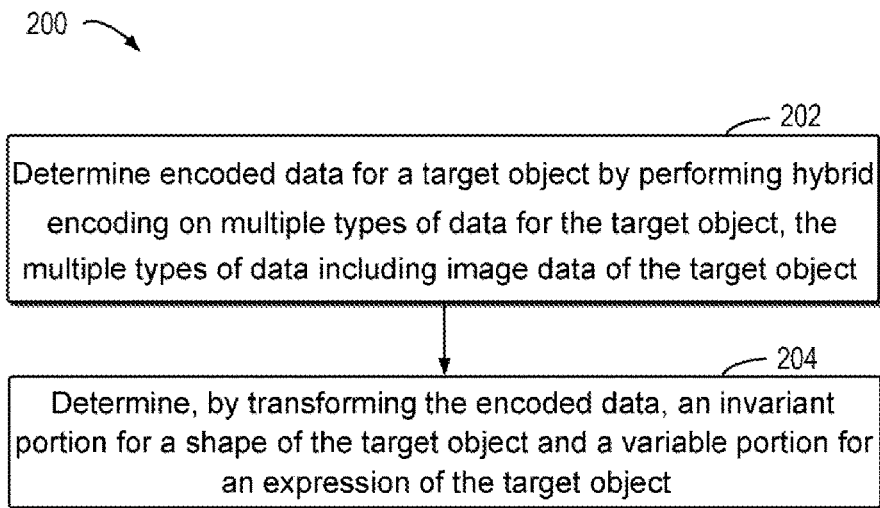 200
202
Determine encoded data for a target object by performing hybrid
encoding on multiple types of data for the target object, the
multiple types of data including image data of the target object
204
Determine, by transforming the encoded data, an invariant
portion for a shape of the target object and a variable portion for
an expression of the target object